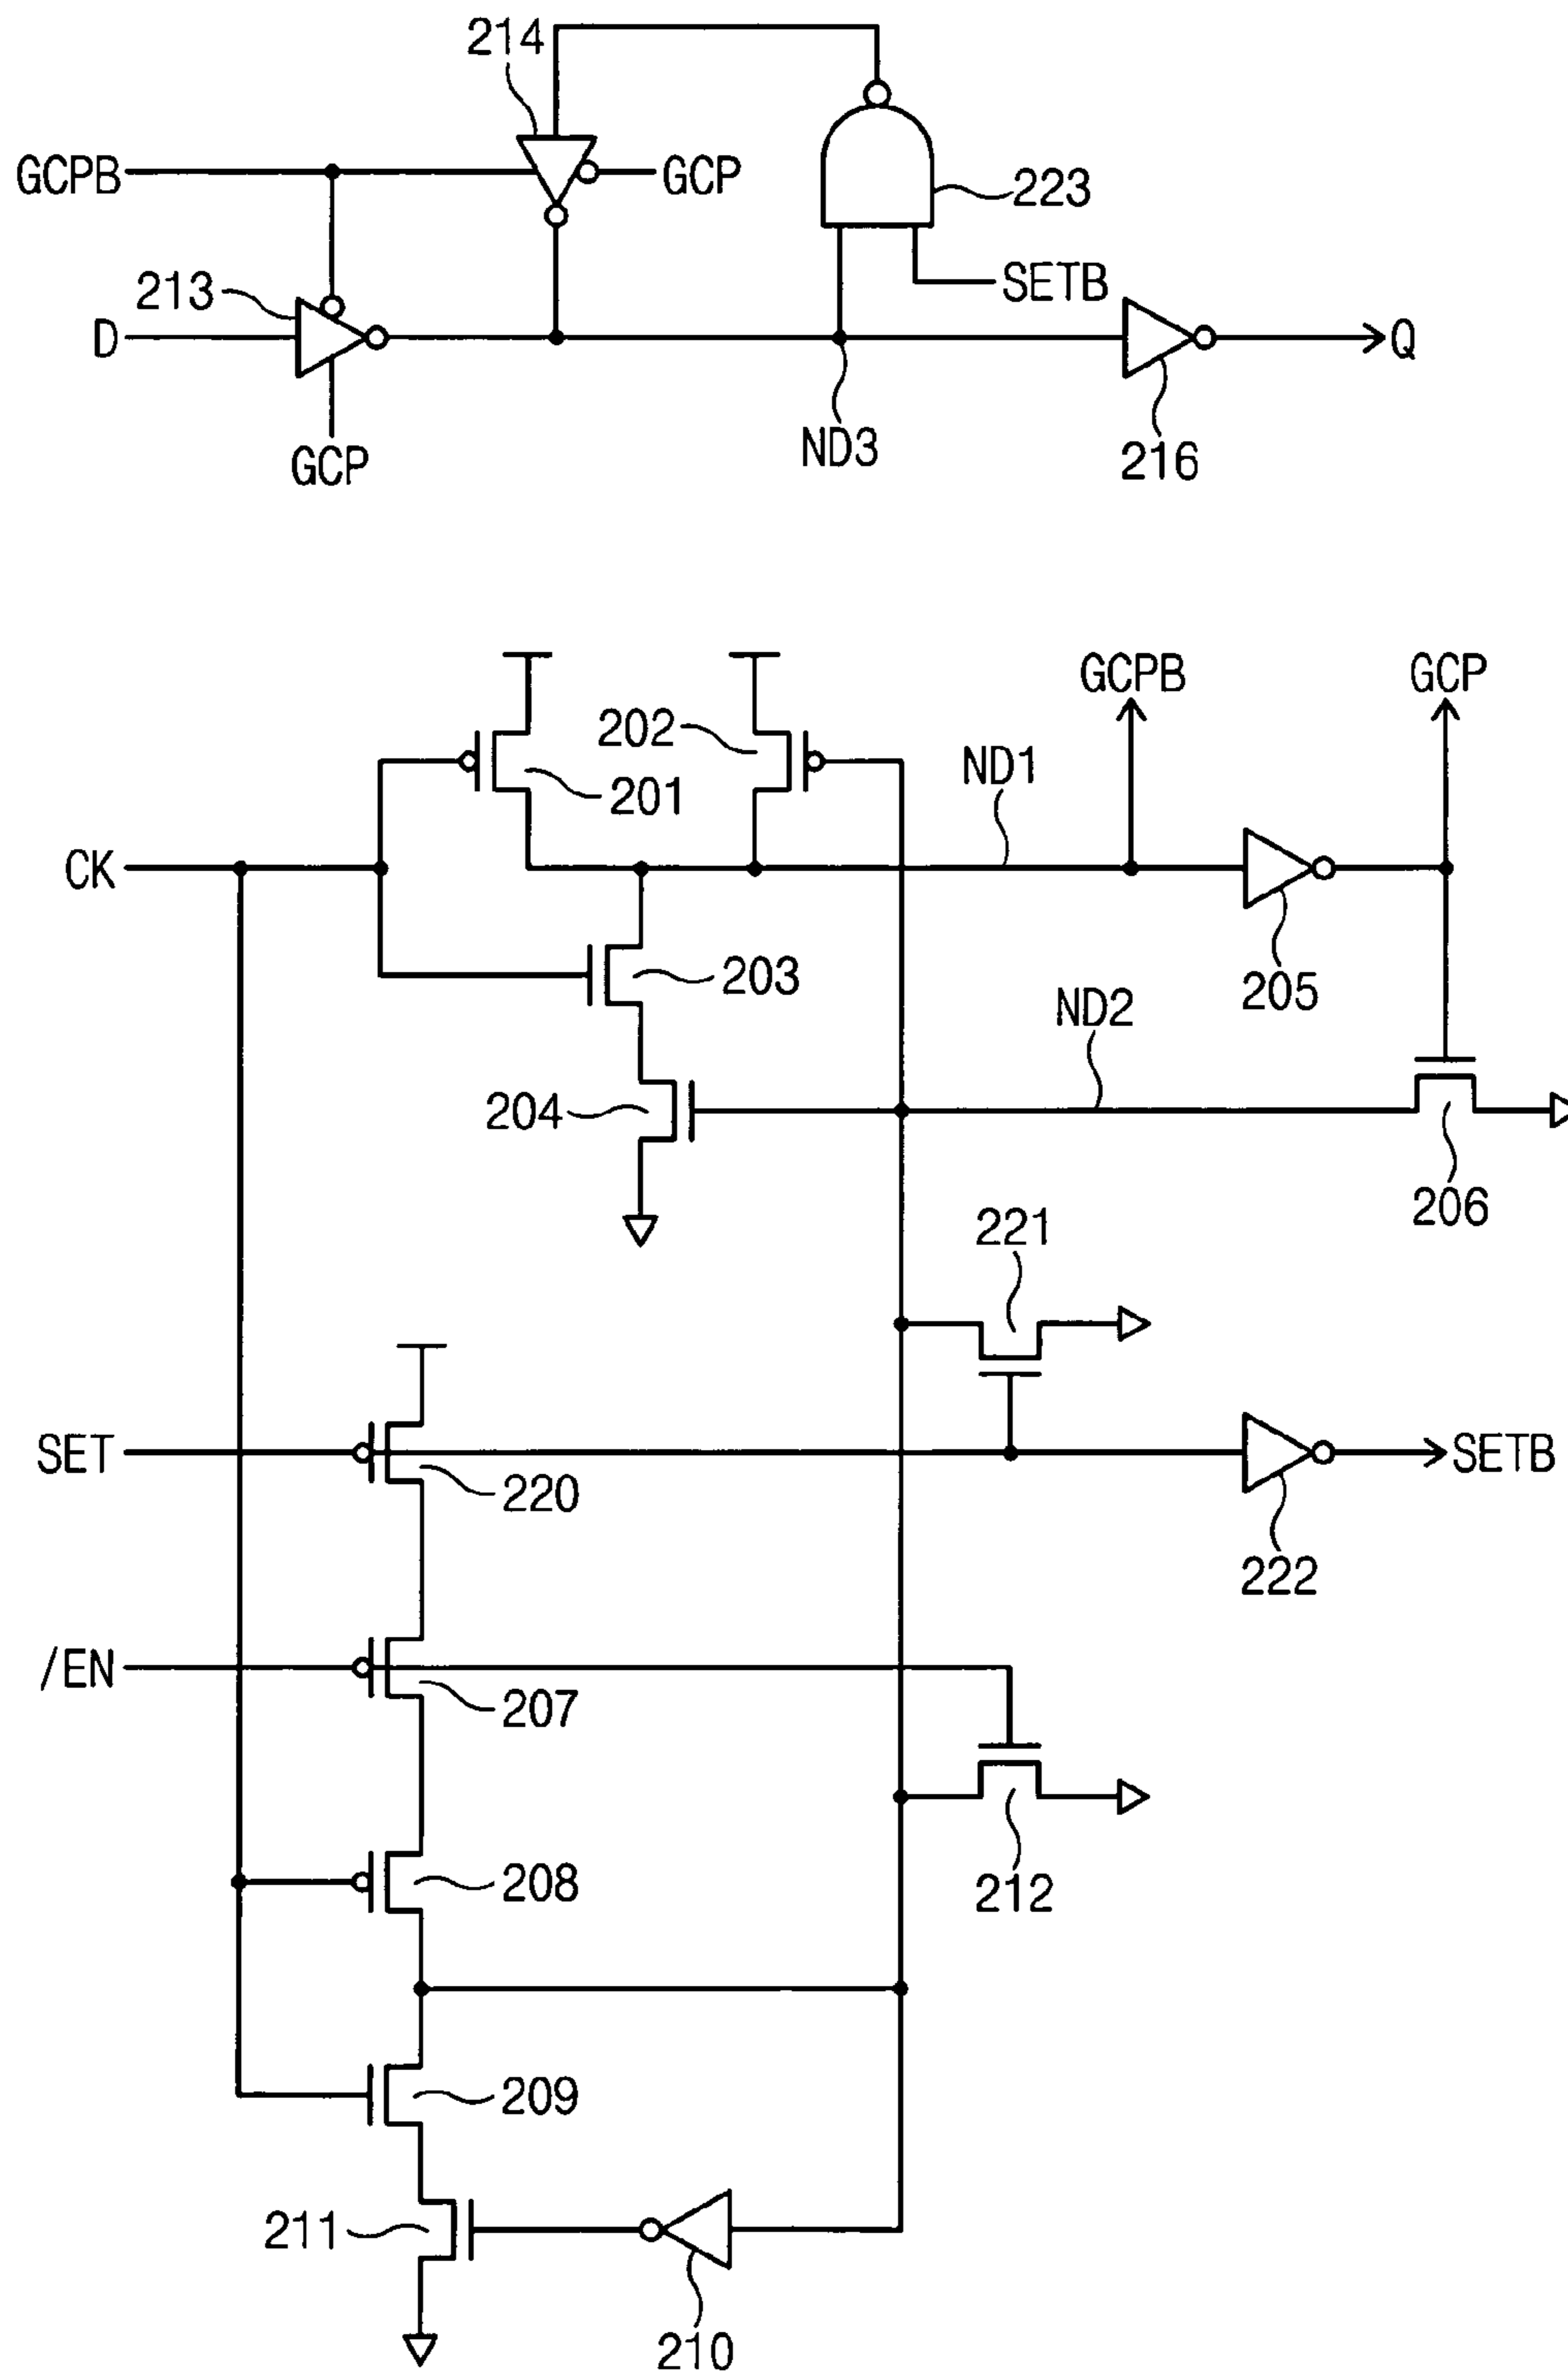 214
GCPB
GCP
223
213
SETB
D
Q
GCP
ND3
216
GCPB
GCP
202
ND1
201
CK
203
205
ND2
204
206
221
SET
SETB
220
222
/EN
207
208
212
209
211
210